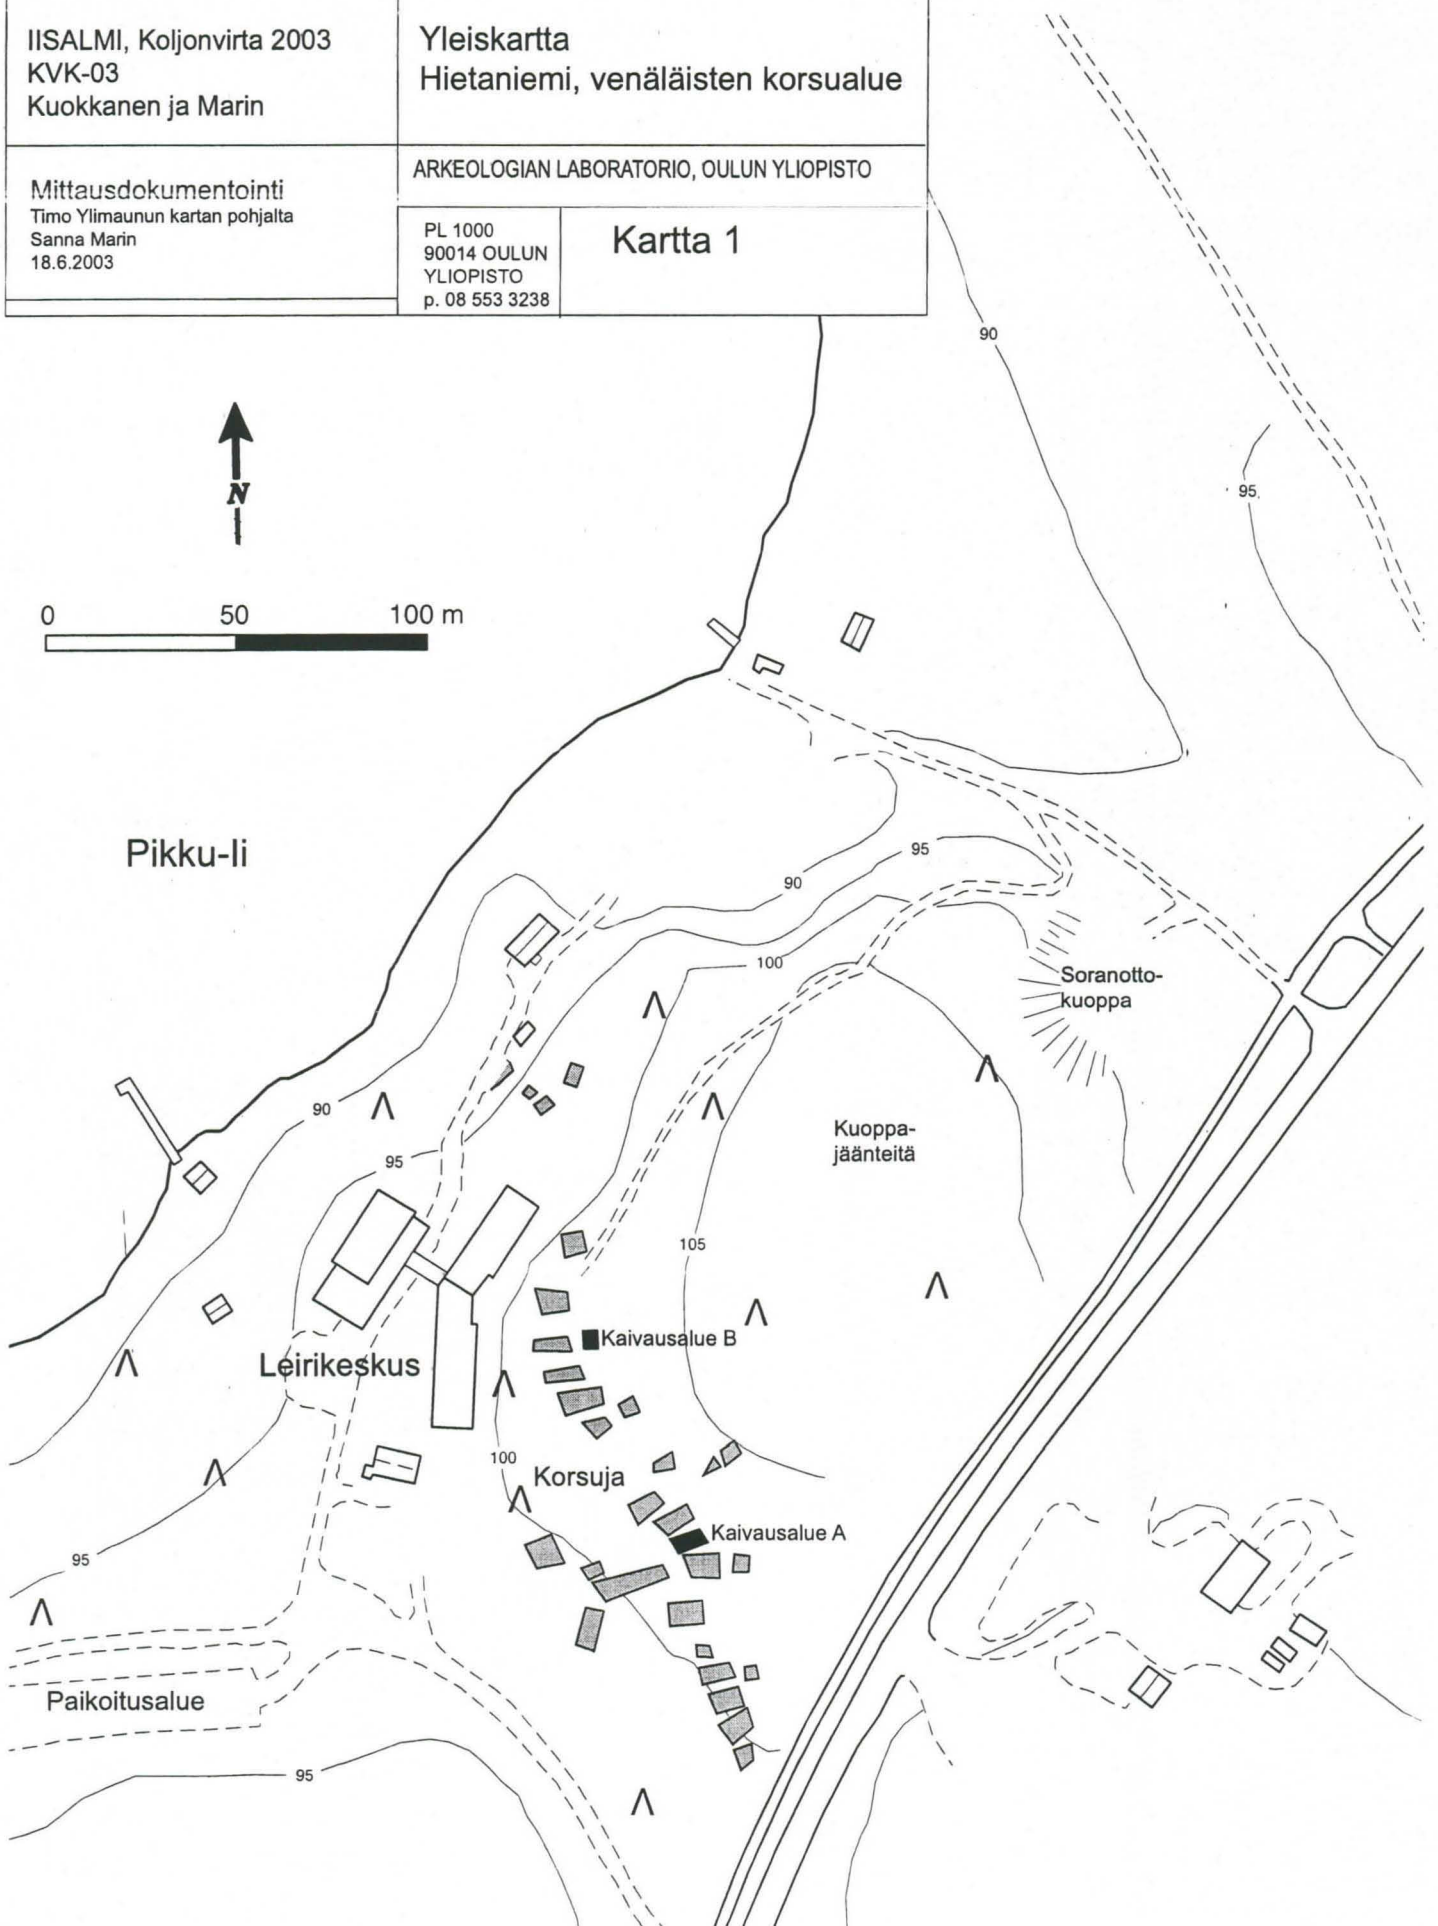 IISALMI, Koljonvirta 2003
KVK-03
Kuokkanen ja Marin
Yleiskartta
Hietaniemi, venäläisten korsualue
Mittausdokumentointi
Timo Ylimaunun kartan pohjalta
Sanna Marin
18.6.2003
ARKEOLOGIAN LABORATORIO, OULUN YLIOPISTO
PL 1000
90014 OULUN
YLIOPISTO
p. 08 553 3238
Kartta 1
90
95
N
0 50 100 m
Pikku-Ii
95
90
100
Soranotto-
kuoppa
90
Kuoppa-
jäänteitä
95
105
Kaivausalue B
Leirikeskus
100
Korsuja
Kaivausalue A
95
Paikoitusalue
95